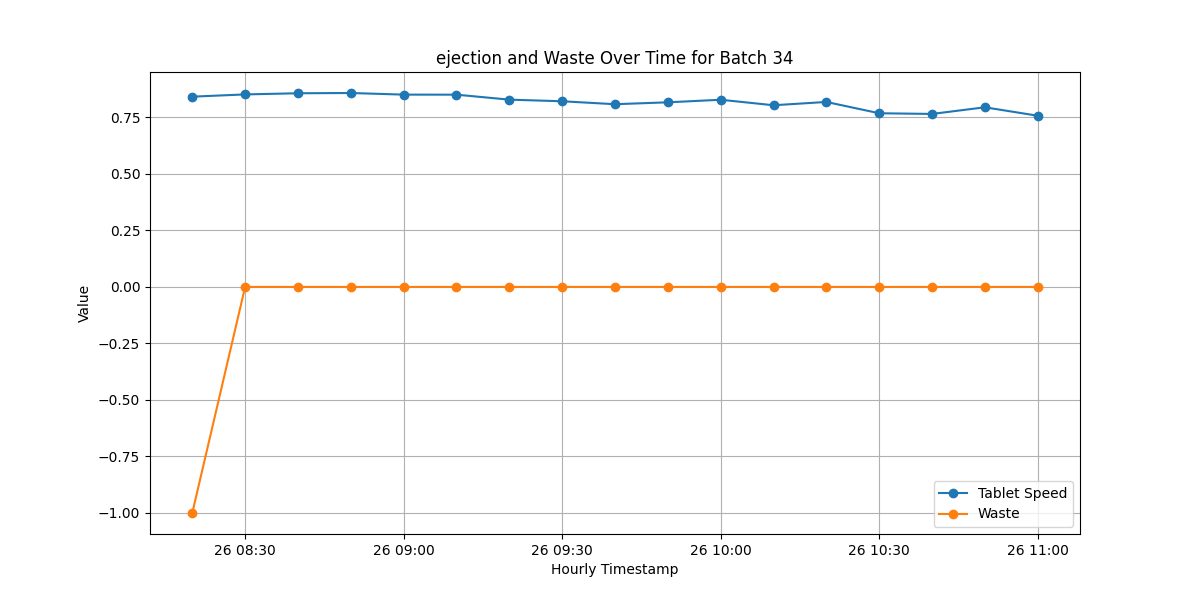 ejection and Waste Over Time for Batch 34
Value
0.75
0.50
0.25
0.00
−0.25
−0.50
−0.75
−1.00
Tablet Speed
Waste
26 08:30 26 09:00 26 09:30 26 10:00 26 10:30 26 11:00
Hourly Timestamp